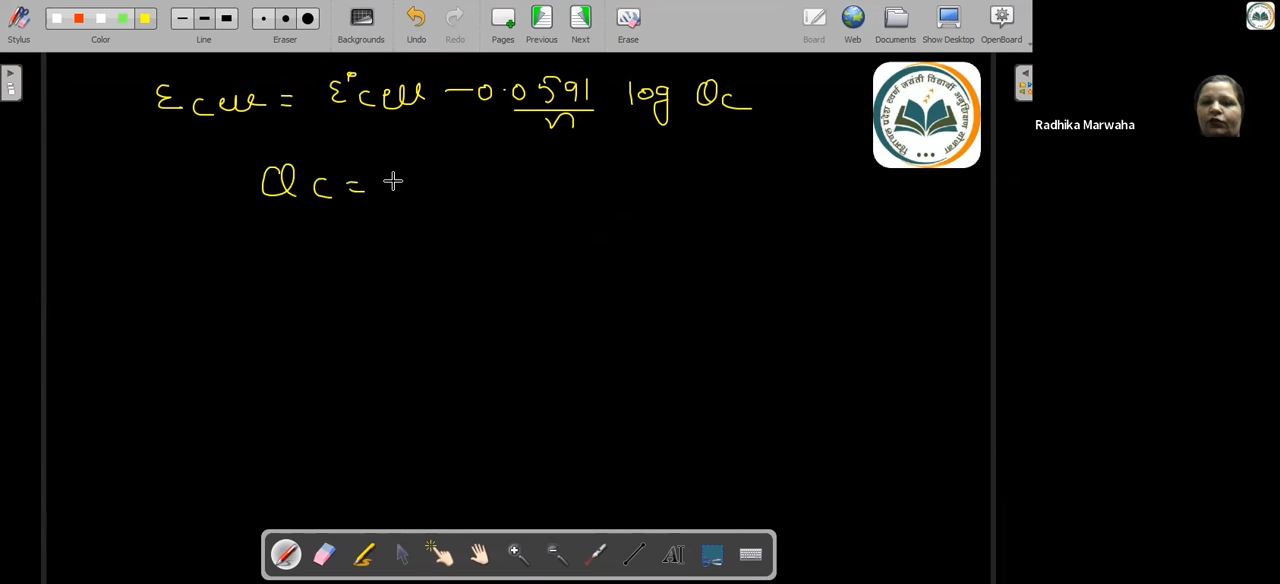 Stylus Color Line Eraser Backgrounds Undo Redo Pages Previous Next Erase Board Web Documents Show Desktop OpenBoard
Ecell = E°cell - 0.0591/n log Qc
Radhika Marwaha
Qc =